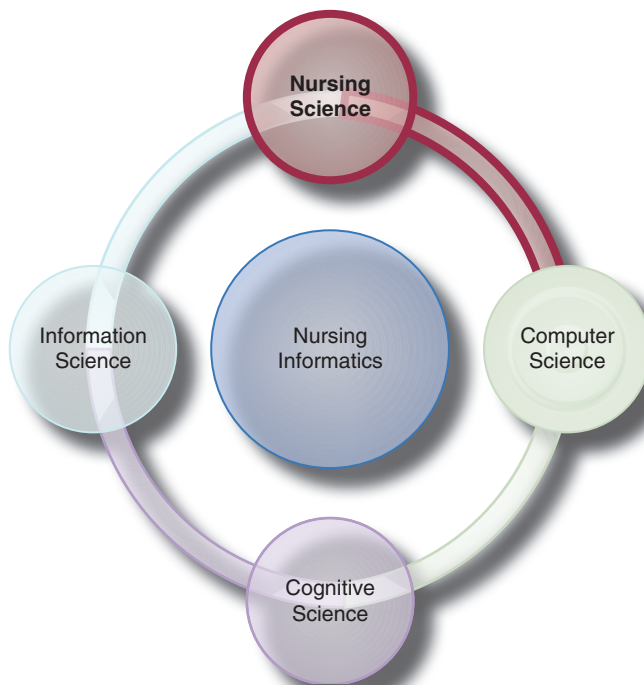 Nursing
Science
Information
Science
Nursing
Informatics
Computer
Science
Cognitive
Science